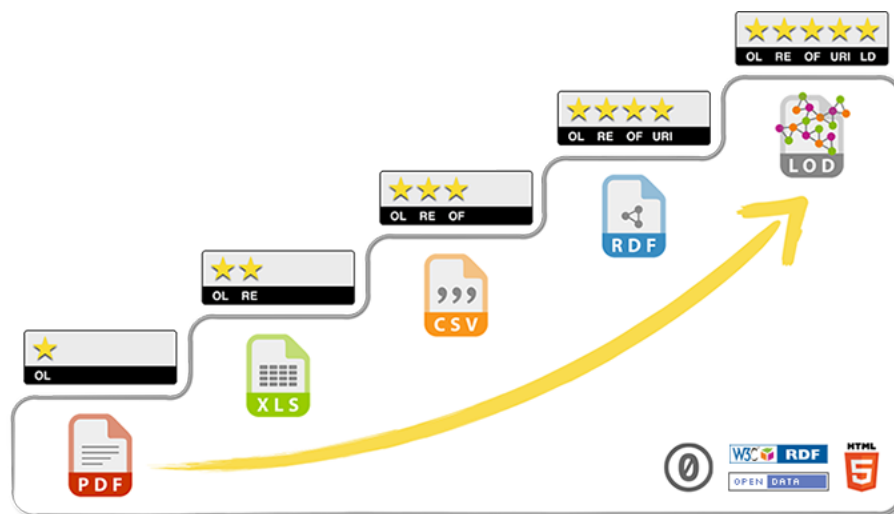 OL RE OF URI LD
OL RE OF URI
LOD
OL RE OF
RDF
OL RE
CSV
OL
XLS
PDF
0
W3C RDF
OPEN DATA
HTML
5